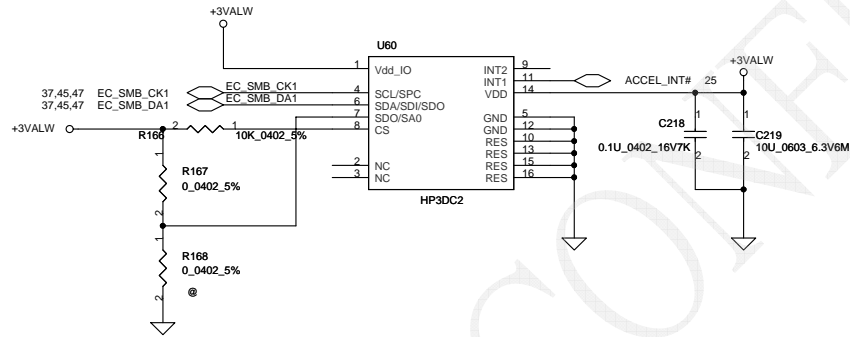 +3VALW
U60
1 Vdd_IO
INT2 9
INT1 11
ACCEL_INT# 25
+3VALW
37,45,47 EC_SMB_CK1
EC_SMB_CK1 4 SCL/SPC
VDD 14
37,45,47 EC_SMB_DA1
EC_SMB_DA1 6 SDA/SDI/SDO
7 SDO/SA0
GND 5
+3VALW
R166
2 1
10K_0402_5%
8 CS
GND 12
RES 10
RES 13
2 NC
RES 15
3 NC
RES 16
HP3DC2
1
C218
0.1U_0402_16V7K
2
1
C219
10U_0603_6.3V6M
2
1
R167
0_0402_5%
2
1
R168
0_0402_5%
@
2
CONF